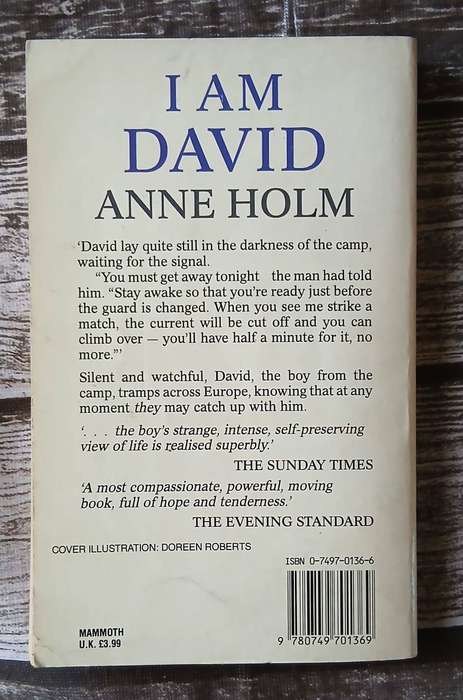 I AM
DAVID
ANNE HOLM
‘David lay quite still in the darkness of the camp,
waiting for the signal.
“You must get away tonight the man had told
him. “Stay awake so that you’re ready just before
the guard is changed. When you see me strike a
match, the current will be cut off and you can
climb over — you’ll have half a minute for it, no
more.”’
Silent and watchful, David, the boy from the
camp, tramps across Europe, knowing that at any
moment they may catch up with him.
‘. . . the boy’s strange, intense, self-preserving
view of life is realised superbly.’
THE SUNDAY TIMES
‘A most compassionate, powerful, moving
book, full of hope and tenderness.’
THE EVENING STANDARD
COVER ILLUSTRATION: DOREEN ROBERTS
ISBN 0-7497-0136-6
MAMMOTH
U.K. £3.99
9 780749 701369